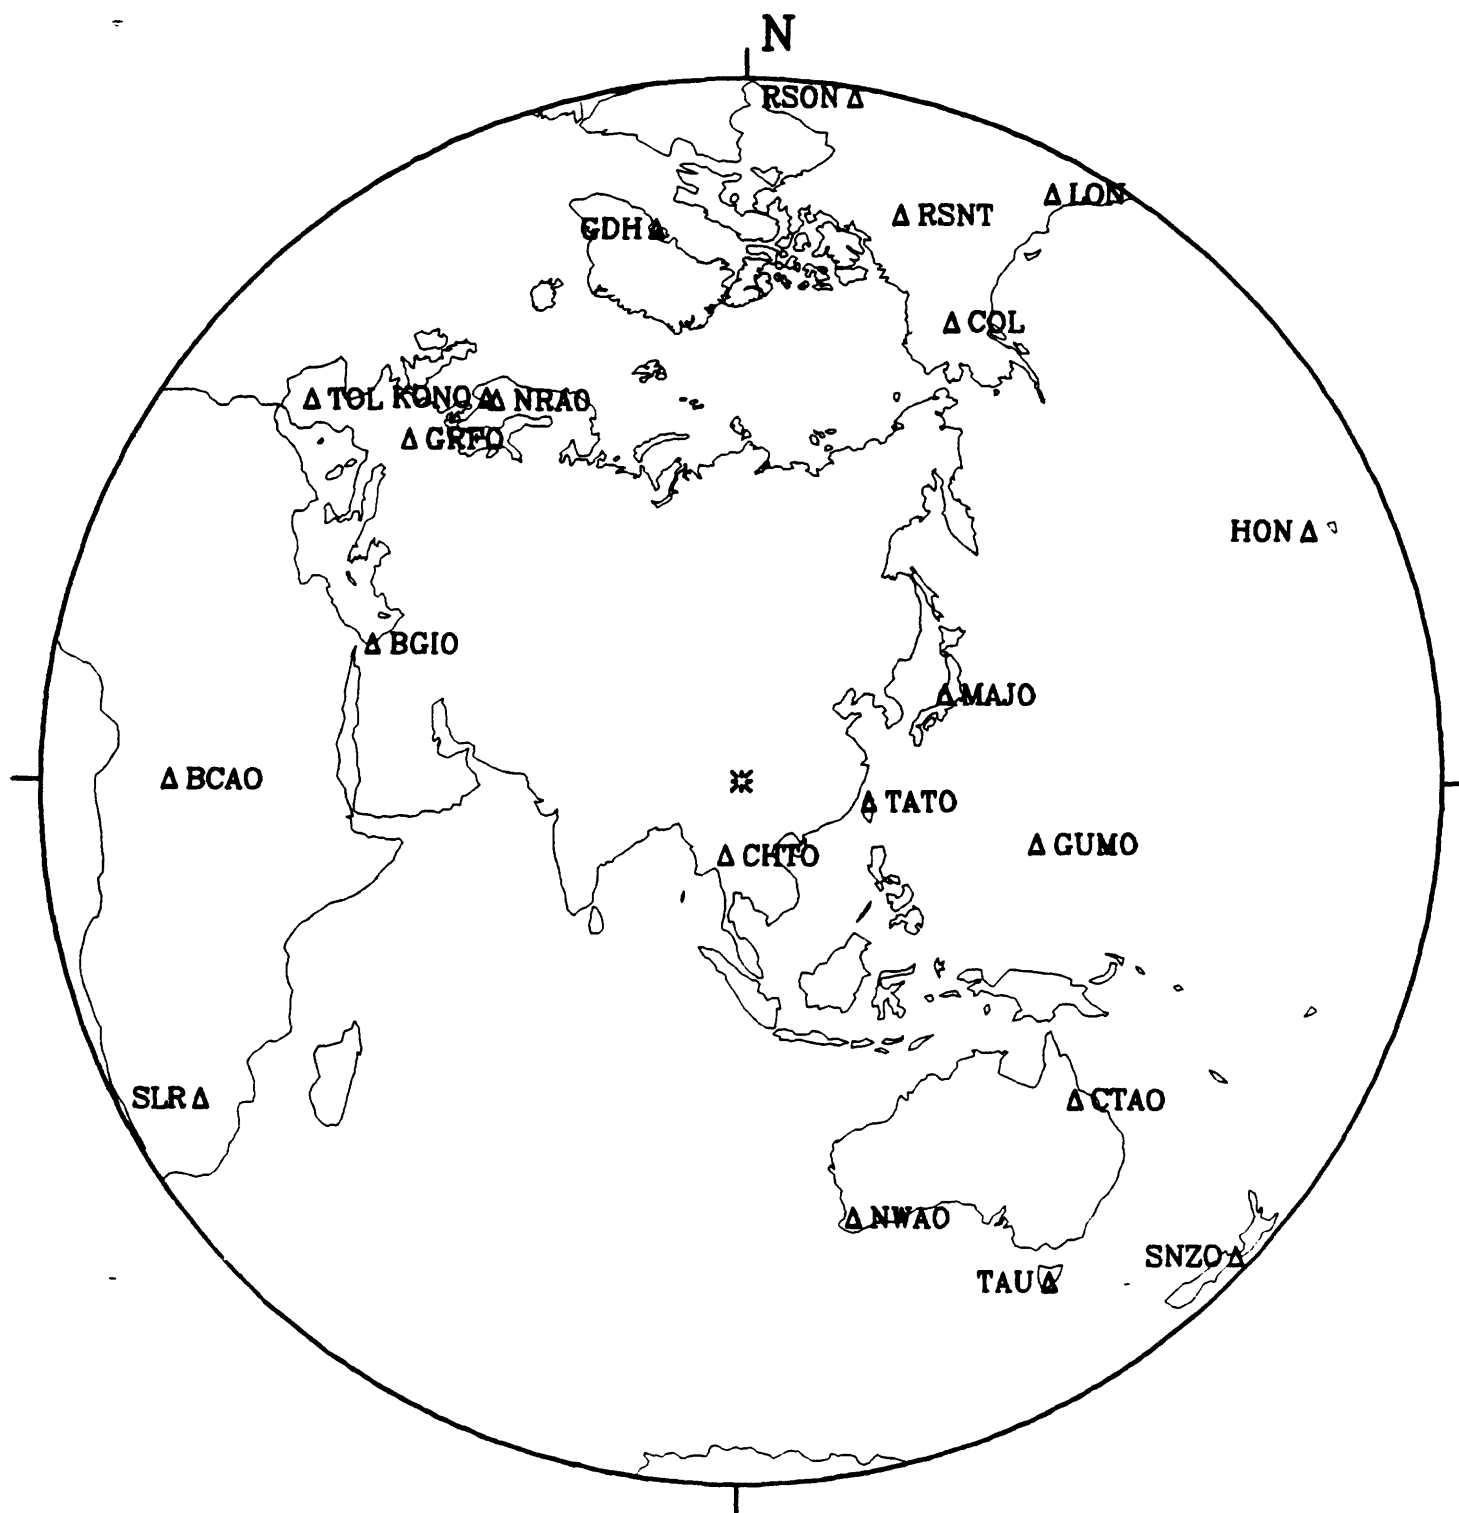 N
RSON
LON
RSNT
GDH
COL
TOL
KONO
NRAO
GRFO
HON
BGIO
MAJO
BCAO
TATO
GUMO
CHTO
SLR
CTAO
NWAO
SNZO
TAU